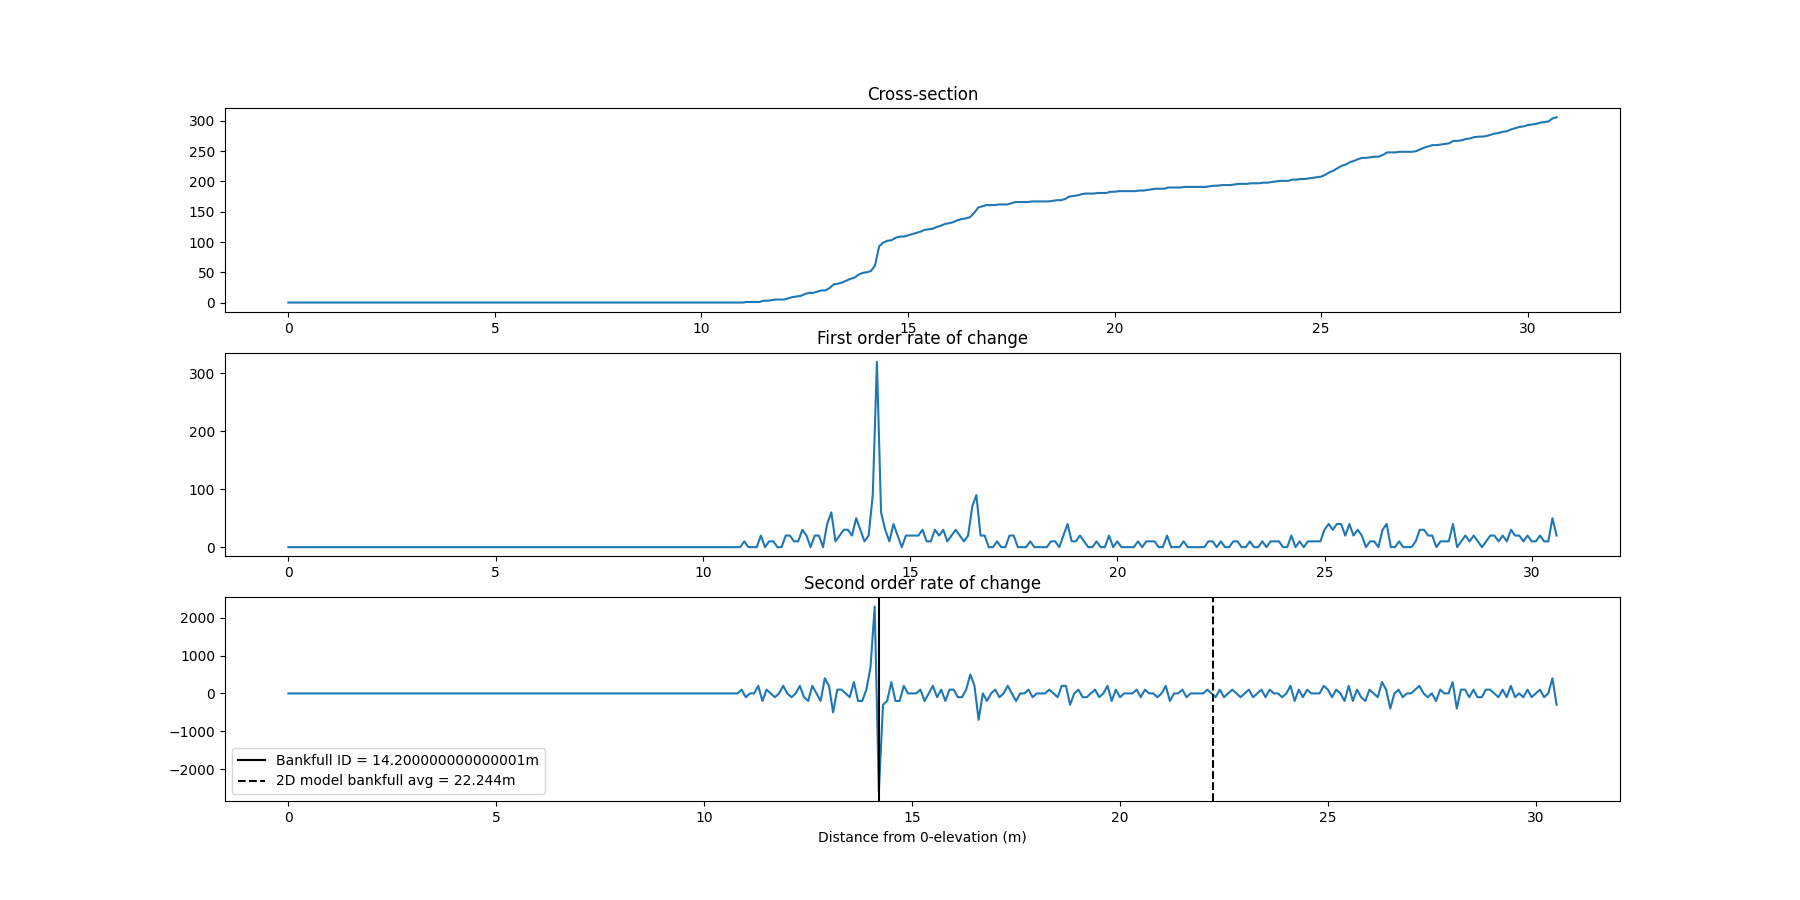 Cross-section
300
250
200
150
100
50
0
0 5 10 15 20 25 30
First order rate of change
300
200
100
0
0 5 10 15 20 25 30
Second order rate of change
2000
1000
0
−1000
−2000
Bankfull ID = 14.200000000000001m
2D model bankfull avg = 22.244m
0 5 10 15 20 25 30
Distance from 0-elevation (m)